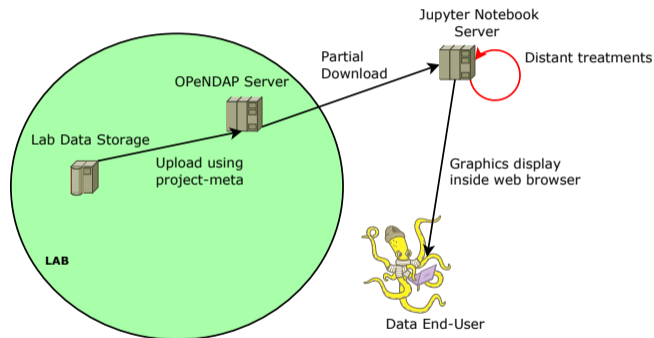 Jupyter Notebook
Server
Distant treatments
Partial
Download
OPeNDAP Server
Lab Data Storage
Upload using
project-meta
Graphics display
inside web browser
LAB
Data End-User